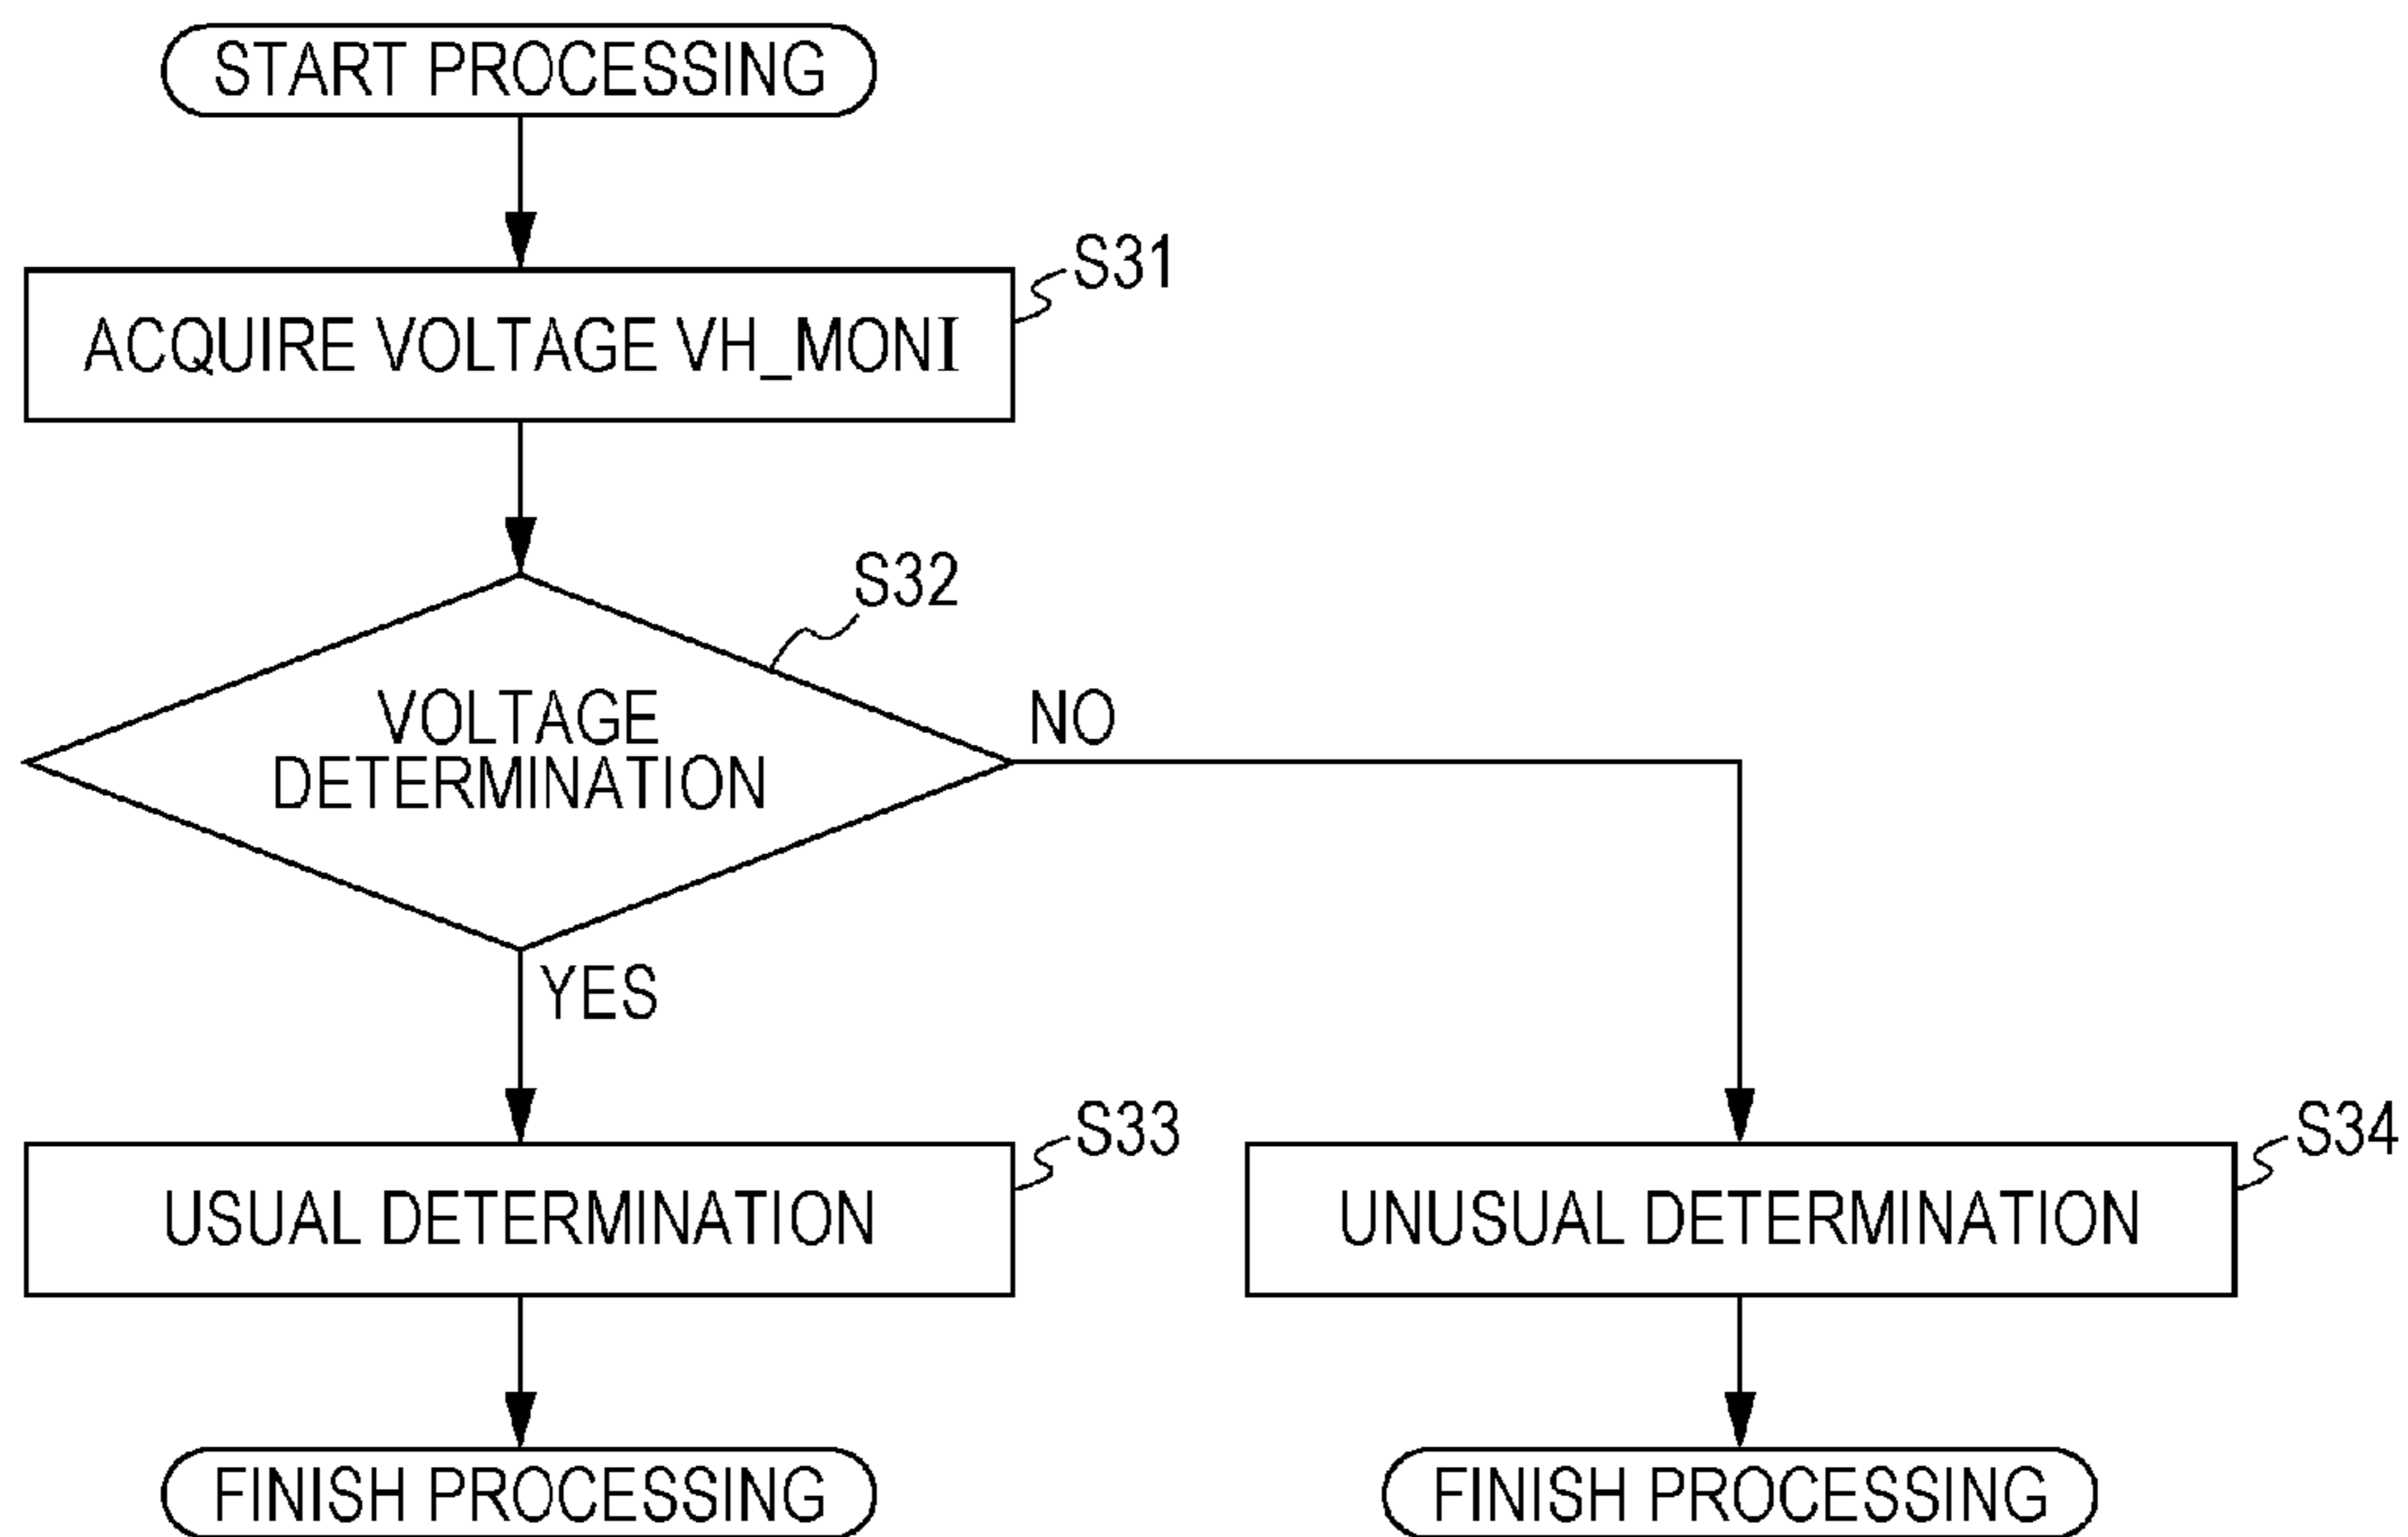 START PROCESSING
S31
ACQUIRE VOLTAGE VH_MONI
S32
VOLTAGE
DETERMINATION
NO
YES
S33
USUAL DETERMINATION
S34
UNUSUAL DETERMINATION
FINISH PROCESSING
FINISH PROCESSING